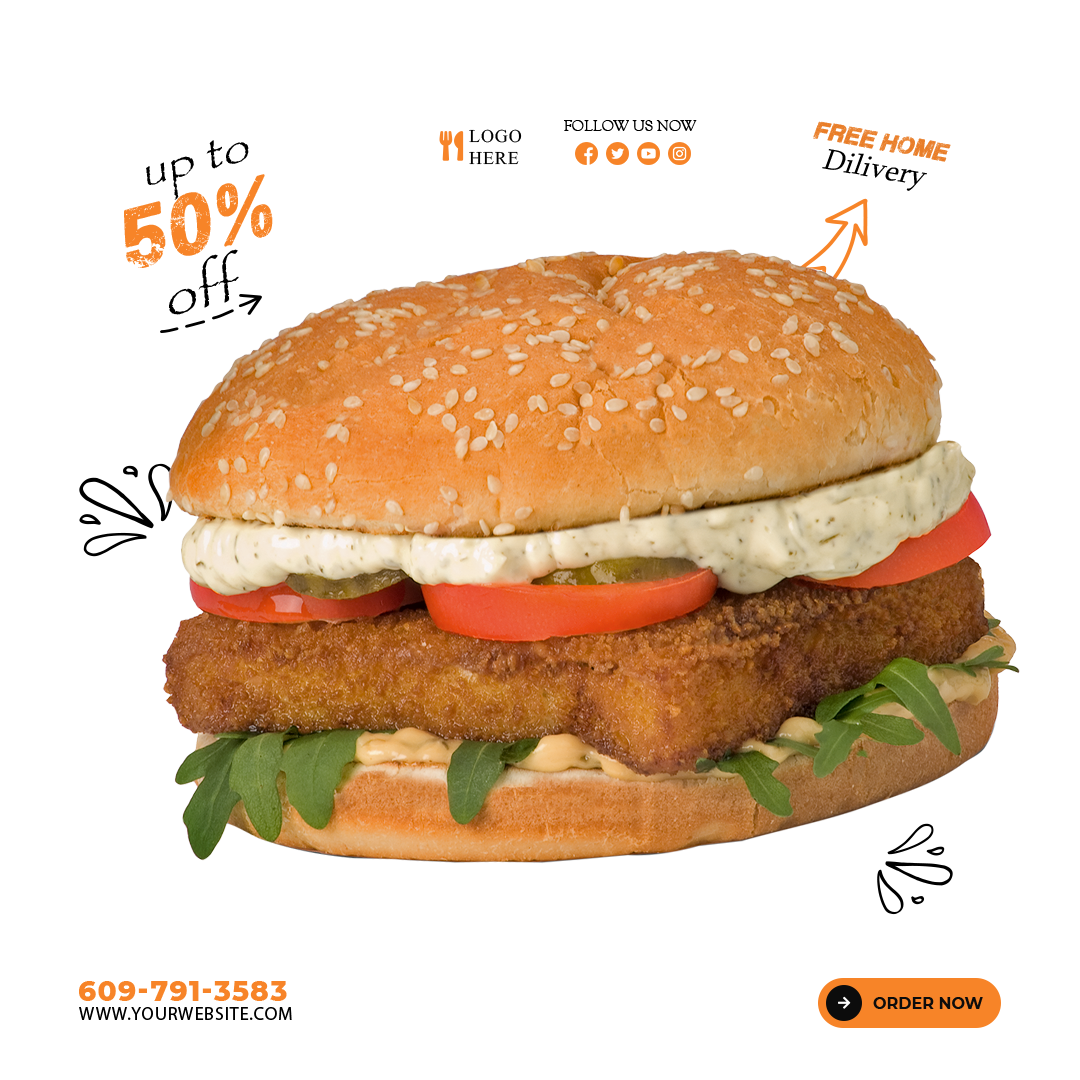 up to
50%
off
LOGO
HERE
FOLLOW US NOW
FREE HOME
Dilivery
609-791-3583
WWW.YOURWEBSITE.COM
ORDER NOW